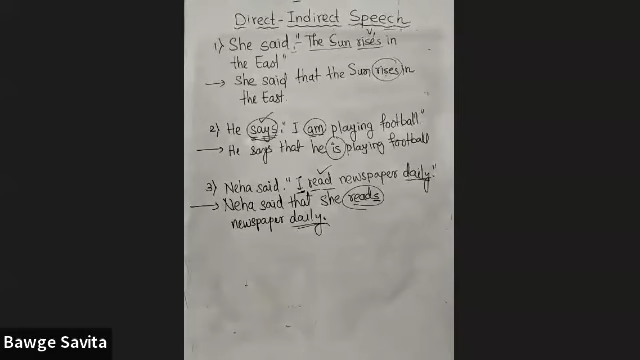 Direct-Indirect Speech
1) She said, "The Sun rises in
V₁
the East"
→ She said that the Sun rises in
the East.
2) He says, "I am playing football"
→ He says that he is playing football
3) Neha said, "I read newspaper daily."
→ Neha said that she reads
newspaper daily.
Bawge Savita